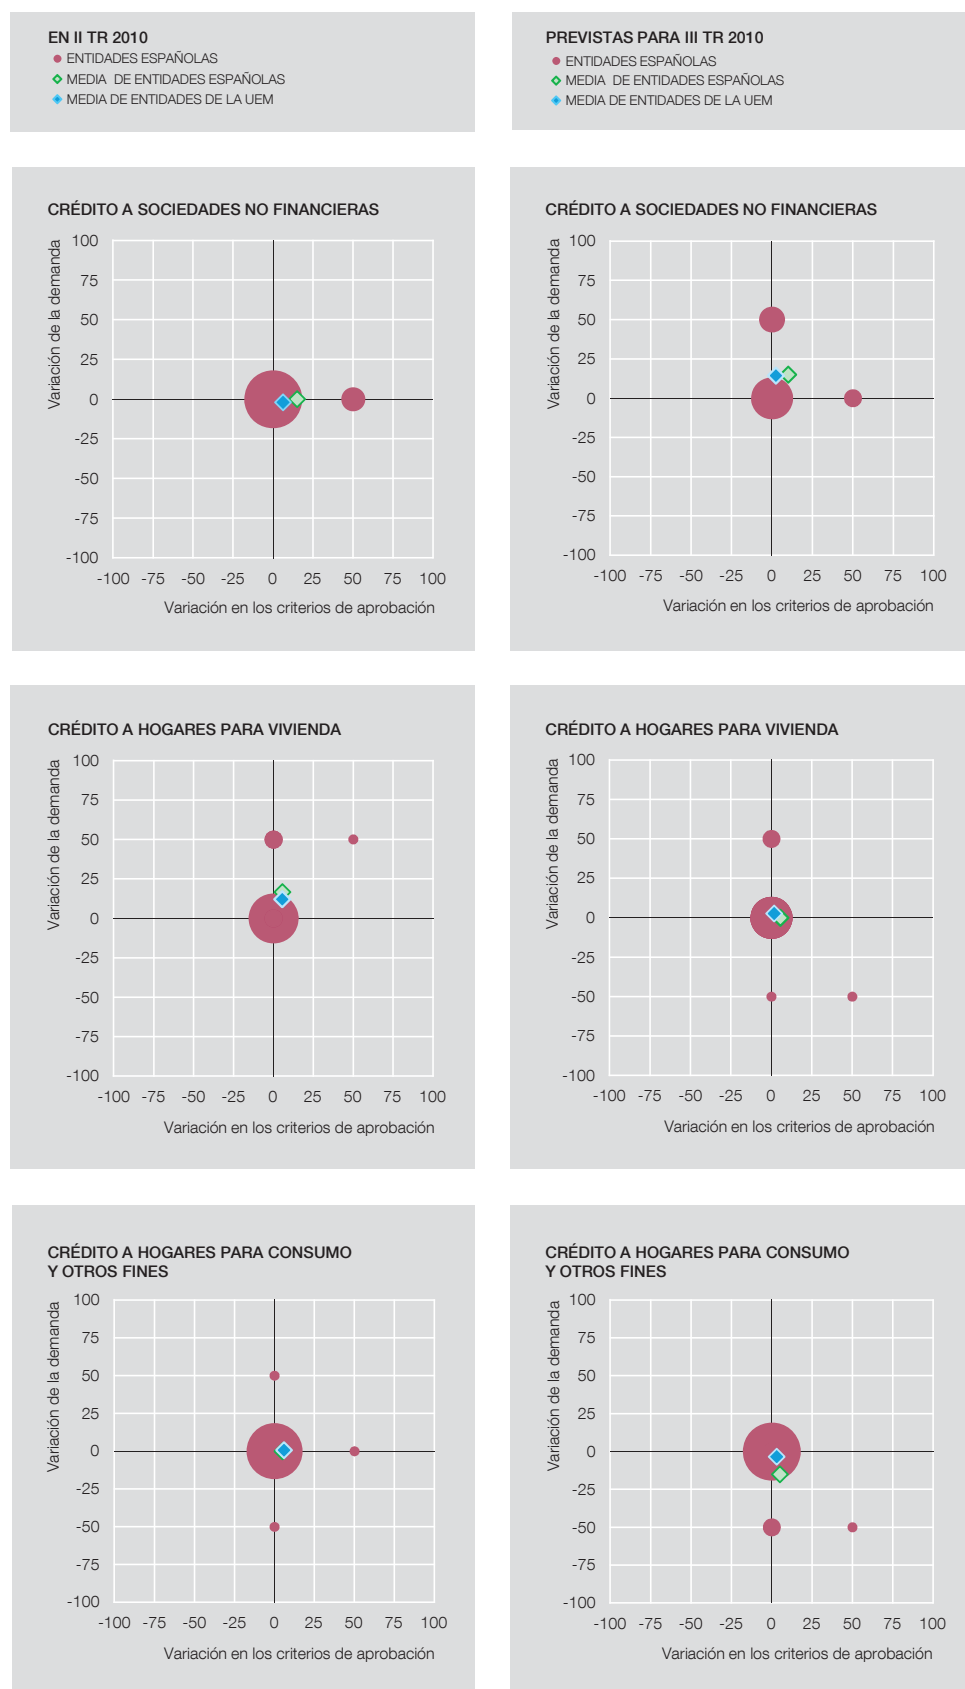 EN II TR 2010
ENTIDADES ESPAÑOLAS
MEDIA DE ENTIDADES ESPAÑOLAS
MEDIA DE ENTIDADES DE LA UEM
PREVISTAS PARA III TR 2010
ENTIDADES ESPAÑOLAS
MEDIA DE ENTIDADES ESPAÑOLAS
MEDIA DE ENTIDADES DE LA UEM
CRÉDITO A SOCIEDADES NO FINANCIERAS
Variación de la demanda
100
75
50
25
0
-25
-50
-75
-100
-100 -75 -50 -25 0 25 50 75 100
Variación en los criterios de aprobación
CRÉDITO A SOCIEDADES NO FINANCIERAS
Variación de la demanda
100
75
50
25
0
-25
-50
-75
-100
-100 -75 -50 -25 0 25 50 75 100
Variación en los criterios de aprobación
CRÉDITO A HOGARES PARA VIVIENDA
Variación de la demanda
100
75
50
25
0
-25
-50
-75
-100
-100 -75 -50 -25 0 25 50 75 100
Variación en los criterios de aprobación
CRÉDITO A HOGARES PARA VIVIENDA
Variación de la demanda
100
75
50
25
0
-25
-50
-75
-100
-100 -75 -50 -25 0 25 50 75 100
Variación en los criterios de aprobación
CRÉDITO A HOGARES PARA CONSUMO
Y OTROS FINES
Variación de la demanda
100
75
50
25
0
-25
-50
-75
-100
-100 -75 -50 -25 0 25 50 75 100
Variación en los criterios de aprobación
CRÉDITO A HOGARES PARA CONSUMO
Y OTROS FINES
Variación de la demanda
100
75
50
25
0
-25
-50
-75
-100
-100 -75 -50 -25 0 25 50 75 100
Variación en los criterios de aprobación